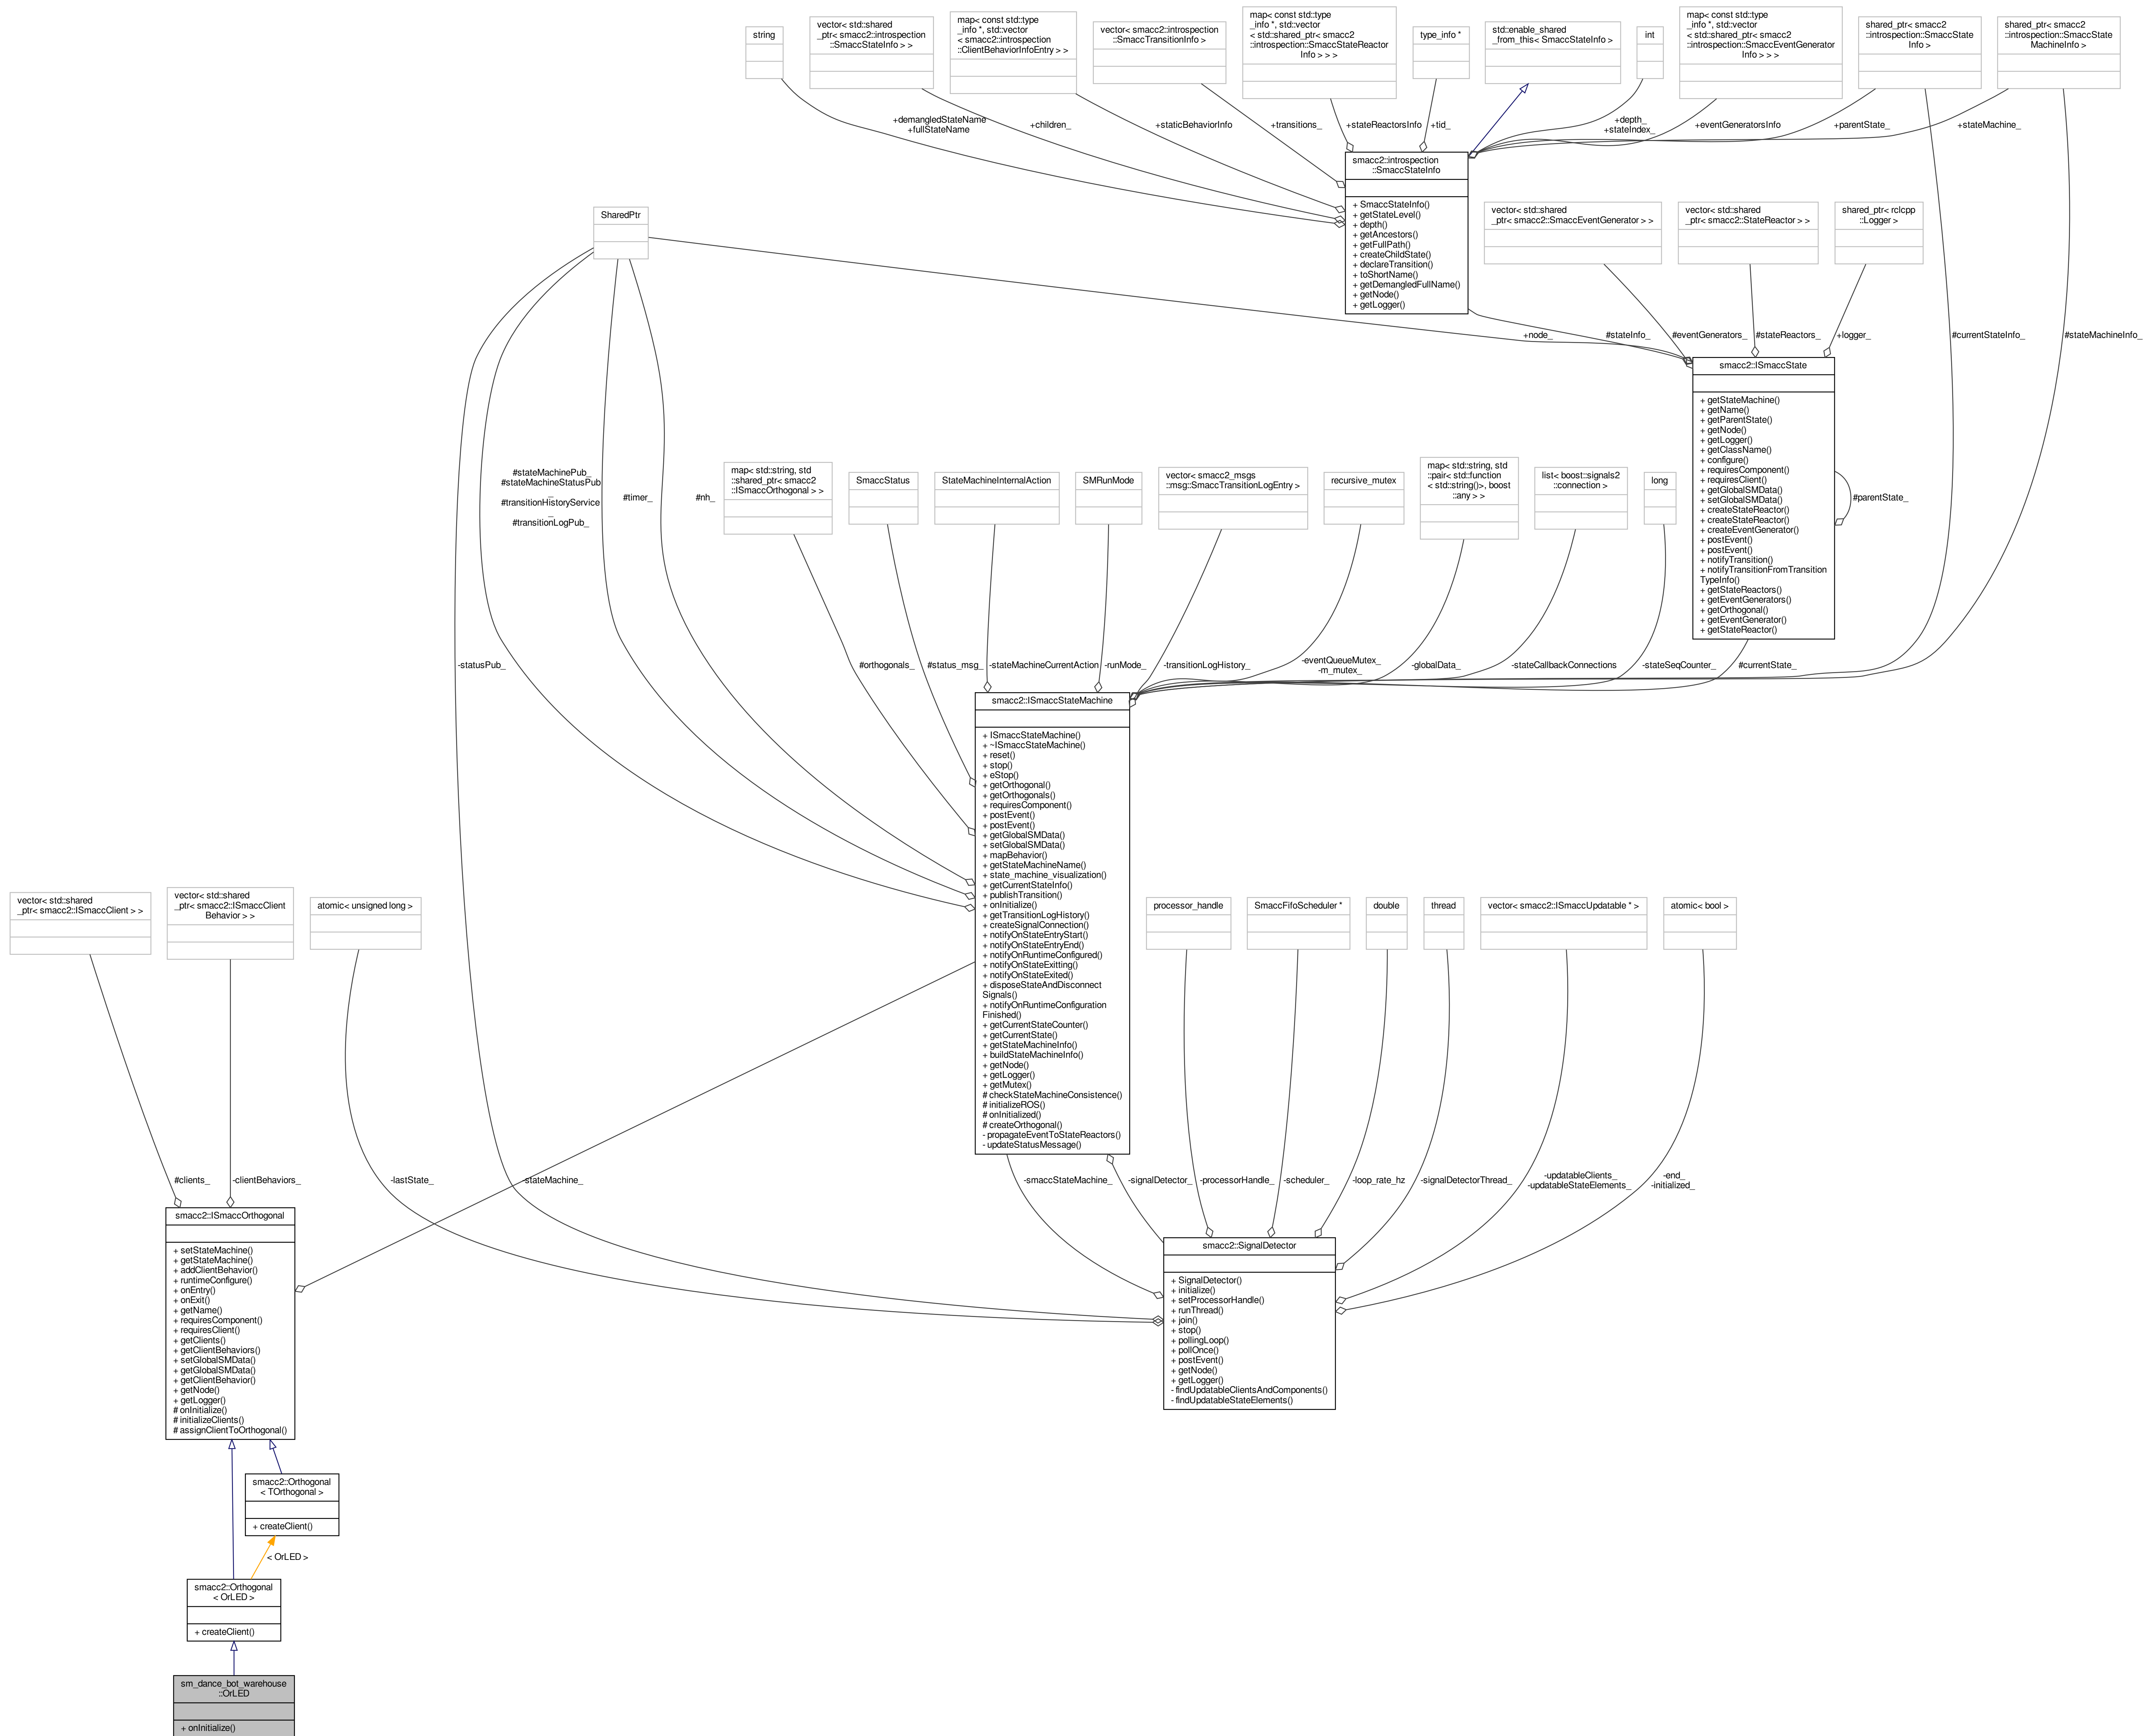 string
vector< std::shared
_ptr< smacc2::introspection
::SmaccStateInfo > >
map< const std::type
_info *, std::vector
< smacc2::introspection
::ClientBehaviorInfoEntry > >
vector< smacc2::introspection
::SmaccTransitionInfo >
map< const std::type
_info *, std::vector
< std::shared_ptr< smacc2
::introspection::SmaccStateReactor
Info > > >
type_info *
std::enable_shared
_from_this< SmaccStateInfo >
int
map< const std::type
_info *, std::vector
< std::shared_ptr< smacc2
::introspection::SmaccEventGenerator
Info > > >
shared_ptr< smacc2
::introspection::SmaccState
Info >
shared_ptr< smacc2
::introspection::SmaccState
MachineInfo >
+demangledStateName
+fullStateName
+children_
+staticBehaviorInfo
+transitions_
+stateReactorsInfo
+tid_
+depth_
+stateIndex_
+eventGeneratorsInfo
+parentState_
+stateMachine_
smacc2::introspection
::SmaccStateInfo
+ SmaccStateInfo()
+ getStateLevel()
+ depth()
+ getAncestors()
+ getFullPath()
+ createChildState()
+ declareTransition()
+ toShortName()
+ getDemangledFullName()
+ getNode()
+ getLogger()
SharedPtr
vector< std::shared
_ptr< smacc2::SmaccEventGenerator > >
vector< std::shared
_ptr< smacc2::StateReactor > >
shared_ptr< rclcpp
::Logger >
+node_
#stateInfo_
#eventGenerators_
#stateReactors_
+logger_
#currentStateInfo_
#stateMachineInfo_
smacc2::ISmaccState
+ getStateMachine()
+ getName()
+ getParentState()
+ getNode()
+ getLogger()
+ getClassName()
+ configure()
+ requiresComponent()
+ requiresClient()
+ getGlobalSMData()
+ setGlobalSMData()
+ createStateReactor()
+ createStateReactor()
+ createEventGenerator()
+ postEvent()
+ postEvent()
+ notifyTransition()
+ notifyTransitionFromTransition
TypeInfo()
+ getStateReactors()
+ getEventGenerators()
+ getOrthogonal()
+ getEventGenerator()
+ getStateReactor()
#parentState_
#stateMachinePub_
#stateMachineStatusPub
_
#transitionHistoryService
_
#transitionLogPub_
#timer_
#nh_
map< std::string, std
::shared_ptr< smacc2
::ISmaccOrthogonal > >
SmaccStatus
StateMachineInternalAction
SMRunMode
vector< smacc2_msgs
::msg::SmaccTransitionLogEntry >
recursive_mutex
map< std::string, std
::pair< std::function
< std::string()>, boost
::any > >
list< boost::signals2
::connection >
long
-statusPub_
#orthogonals_
#status_msg_
-stateMachineCurrentAction
-runMode_
-transitionLogHistory_
-eventQueueMutex_
-m_mutex_
-globalData_
-stateCallbackConnections
-stateSeqCounter_
#currentState_
smacc2::ISmaccStateMachine
+ ISmaccStateMachine()
+ ~ISmaccStateMachine()
+ reset()
+ stop()
+ eStop()
+ getOrthogonal()
+ getOrthogonals()
+ requiresComponent()
+ postEvent()
+ postEvent()
+ getGlobalSMData()
+ setGlobalSMData()
+ mapBehavior()
+ getStateMachineName()
+ state_machine_visualization()
+ getCurrentStateInfo()
+ publishTransition()
+ onInitialize()
+ getTransitionLogHistory()
+ createSignalConnection()
+ notifyOnStateEntryStart()
+ notifyOnStateEntryEnd()
+ notifyOnRuntimeConfigured()
+ notifyOnStateExitting()
+ notifyOnStateExited()
+ disposeStateAndDisconnect
Signals()
+ notifyOnRuntimeConfiguration
Finished()
+ getCurrentStateCounter()
+ getCurrentState()
+ getStateMachineInfo()
+ buildStateMachineInfo()
+ getNode()
+ getLogger()
+ getMutex()
# checkStateMachineConsistence()
# initializeROS()
# onInitialized()
# createOrthogonal()
- propagateEventToStateReactors()
- updateStatusMessage()
vector< std::shared
_ptr< smacc2::ISmaccClient > >
vector< std::shared
_ptr< smacc2::ISmaccClient
Behavior > >
atomic< unsigned long >
processor_handle
SmaccFifoScheduler *
double
thread
vector< smacc2::ISmaccUpdatable * >
atomic< bool >
#clients_
-clientBehaviors_
-lastState_
-stateMachine_
-smaccStateMachine_
-signalDetector_
-processorHandle_
-scheduler_
-loop_rate_hz
-signalDetectorThread_
-updatableClients_
-updatableStateElements_
-end_
-initialized_
smacc2::ISmaccOrthogonal
+ setStateMachine()
+ getStateMachine()
+ addClientBehavior()
+ runtimeConfigure()
+ onEntry()
+ onExit()
+ getName()
+ requiresComponent()
+ requiresClient()
+ getClients()
+ getClientBehaviors()
+ setGlobalSMData()
+ getGlobalSMData()
+ getClientBehavior()
+ getNode()
+ getLogger()
# onInitialize()
# initializeClients()
# assignClientToOrthogonal()
smacc2::SignalDetector
+ SignalDetector()
+ initialize()
+ setProcessorHandle()
+ runThread()
+ join()
+ stop()
+ pollingLoop()
+ pollOnce()
+ postEvent()
+ getNode()
+ getLogger()
- findUpdatableClientsAndComponents()
- findUpdatableStateElements()
smacc2::Orthogonal
< TOrthogonal >
+ createClient()
< OrLED >
smacc2::Orthogonal
< OrLED >
+ createClient()
sm_dance_bot_warehouse
::OrLED
+ onInitialize()